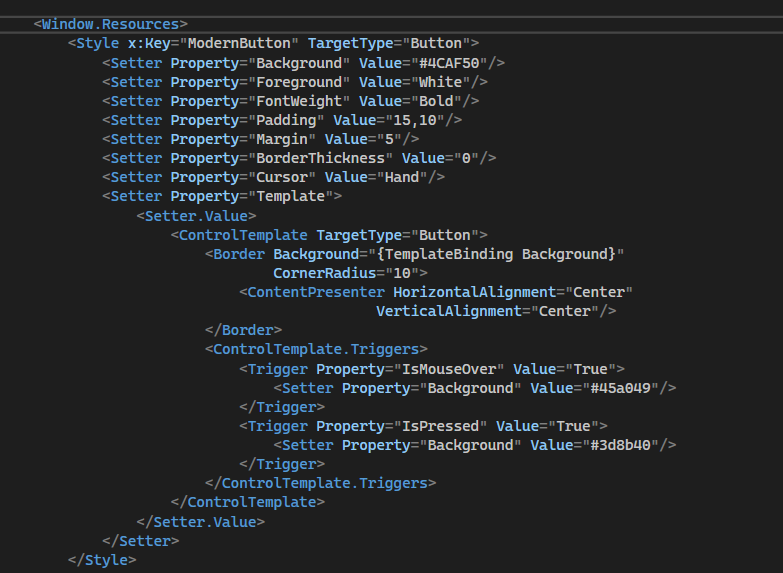 <Window.Resources>
<Style x:Key="ModernButton" TargetType="Button">
<Setter Property="Background" Value="#4CAF50"/>
<Setter Property="Foreground" Value="White"/>
<Setter Property="FontWeight" Value="Bold"/>
<Setter Property="Padding" Value="15,10"/>
<Setter Property="Margin" Value="5"/>
<Setter Property="BorderThickness" Value="0"/>
<Setter Property="Cursor" Value="Hand"/>
<Setter Property="Template">
<Setter.Value>
<ControlTemplate TargetType="Button">
<Border Background="{TemplateBinding Background}"
CornerRadius="10">
<ContentPresenter HorizontalAlignment="Center"
VerticalAlignment="Center"/>
</Border>
<ControlTemplate.Triggers>
<Trigger Property="IsMouseOver" Value="True">
<Setter Property="Background" Value="#45a049"/>
</Trigger>
<Trigger Property="IsPressed" Value="True">
<Setter Property="Background" Value="#3d8b40"/>
</Trigger>
</ControlTemplate.Triggers>
</ControlTemplate>
</Setter.Value>
</Setter>
</Style>